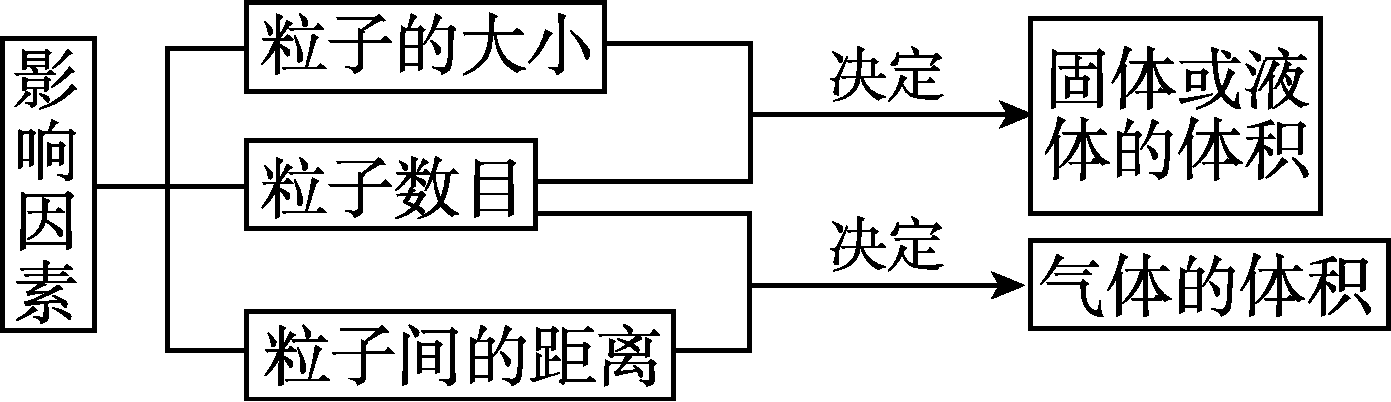 影响因素
粒子的大小
粒子数目
粒子间的距离
决定
固体或液
体的体积
决定
气体的体积